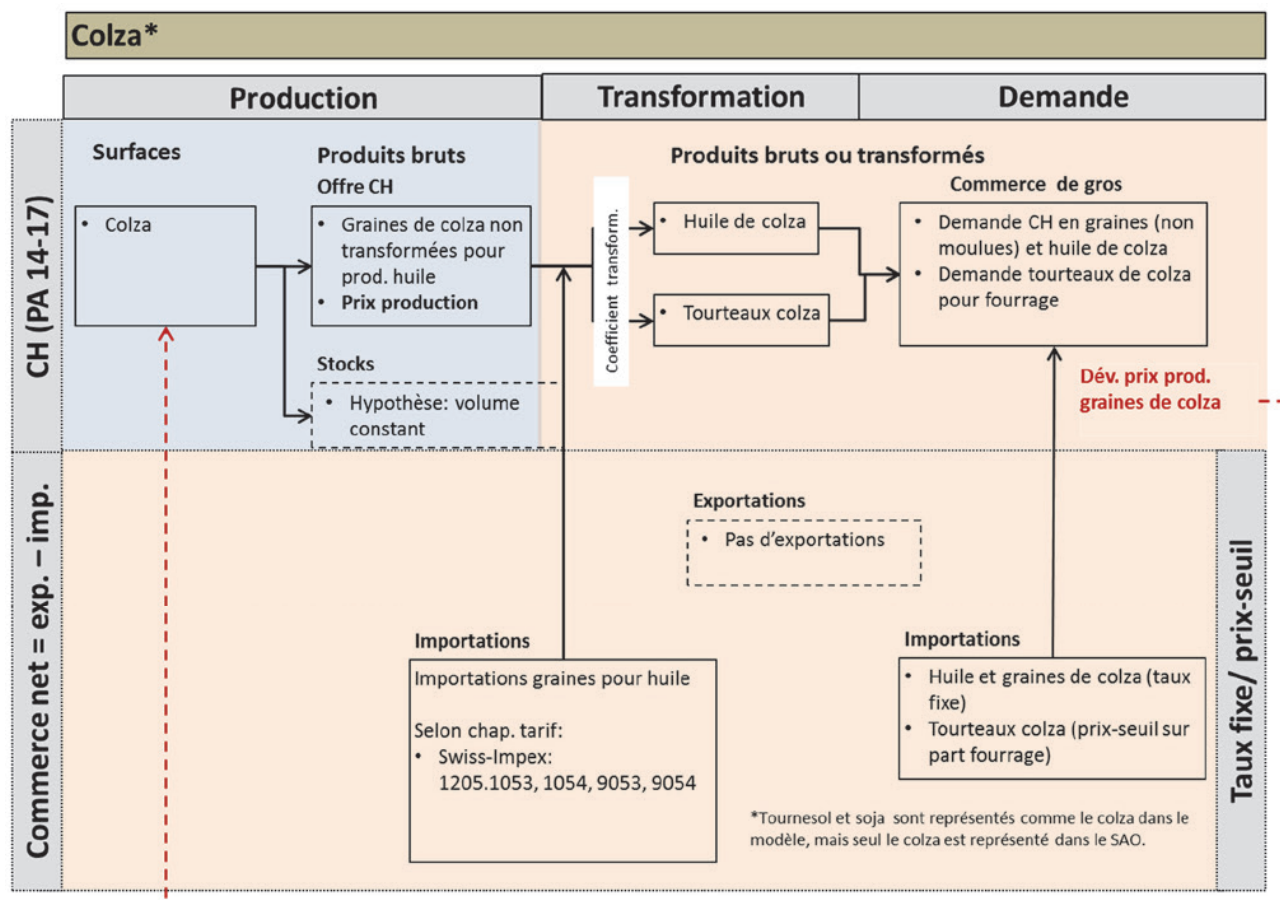 Colza*
Production
Transformation
Demande
CH (PA 14-17)
Surfaces
• Colza
Produits bruts
Offre CH
• Graines de colza non
transformées pour
prod. huile
• Prix production
Stocks
• Hypothèse: volume
constant
Produits bruts ou transformés
Coefficient transform.
• Huile de colza
• Tourteaux colza
Commerce de gros
• Demande CH en graines (non
moulues) et huile de colza
• Demande tourteaux de colza
pour fourrage
Dév. prix prod.
graines de colza
Commerce net = exp. – imp.
Exportations
• Pas d’exportations
Importations
Importations graines pour huile
Selon chap. tarif:
• Swiss-Impex:
1205.1053, 1054, 9053, 9054
Importations
• Huile et graines de colza (taux
fixe)
• Tourteaux colza (prix-seuil sur
part fourrage)
Taux fixe/ prix-seuil
*Tournesol et soja sont représentés comme le colza dans le
modèle, mais seul le colza est représenté dans le SAO.